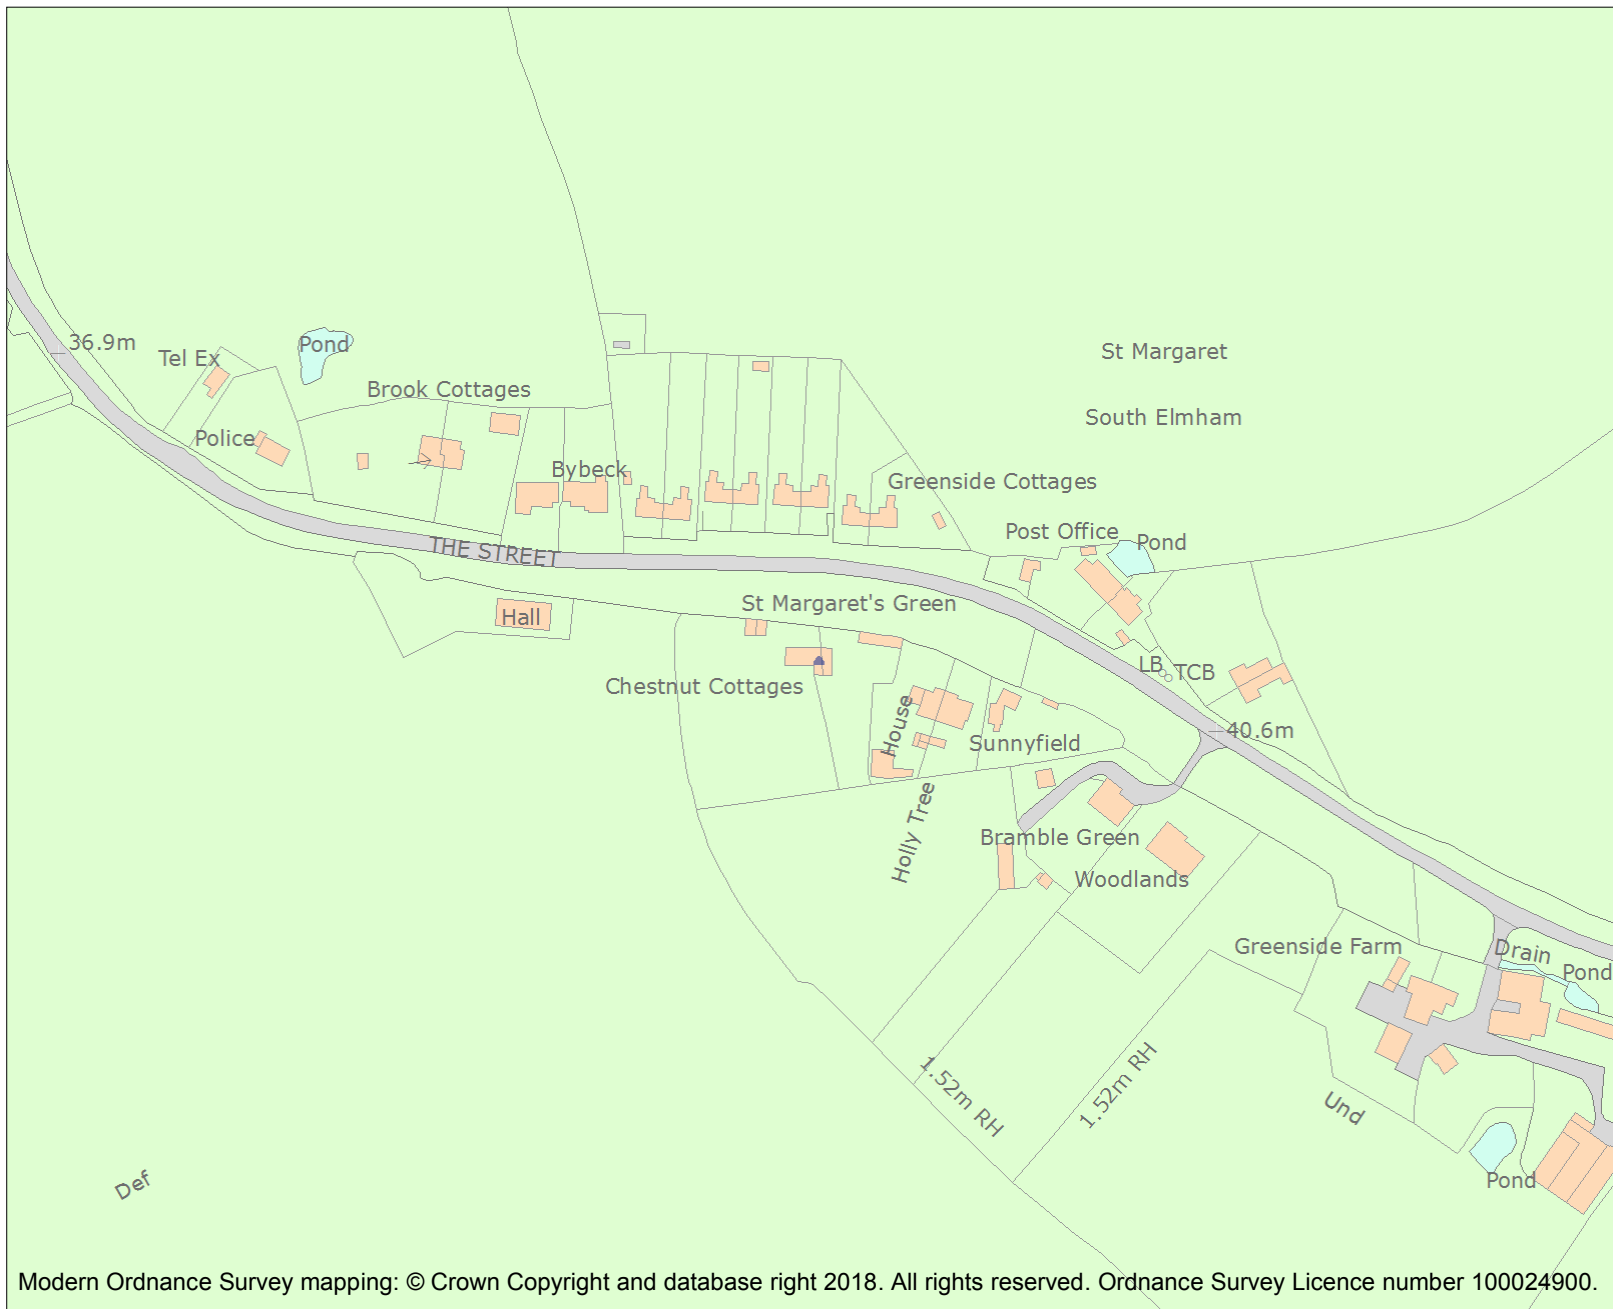 36.9m
Tel Ex
Pond
St Margaret
Brook Cottages
South Elmham
Police
Bybeck
Greenside Cottages
Post Office
Pond
THE STREET
St Margaret's Green
Hall
LB
TCB
Chestnut Cottages
House
40.6m
Sunnyfield
Holly Tree
Bramble Green
Woodlands
Greenside Farm
Drain
Pond
1.52m RH
1.52m RH
Und
Def
Pond
Modern Ordnance Survey mapping: © Crown Copyright and database right 2018. All rights reserved. Ordnance Survey Licence number 100024900.